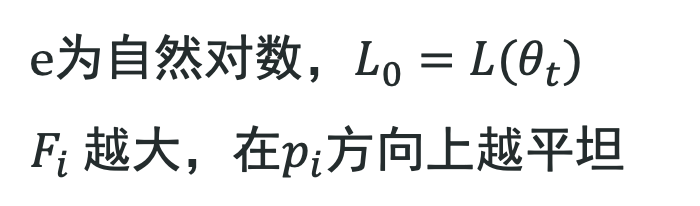 e为自然对数，L₀ = L(θₜ)
Fᵢ 越大，在pᵢ方向上越平坦